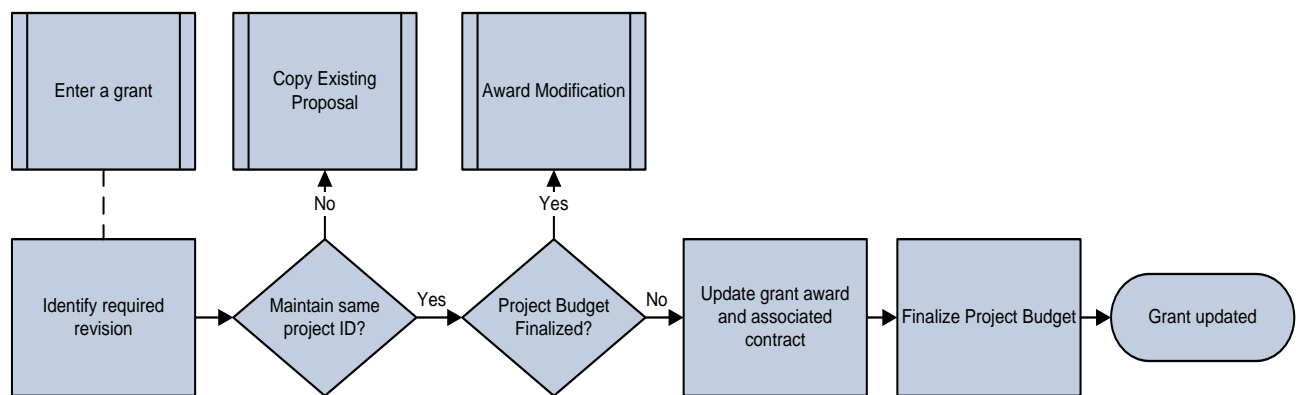 Enter a grant
Copy Existing
Proposal
Award Modification
No
Yes
Identify required
revision
Maintain same
project ID?
Yes
Project Budget
Finalized?
No
Update grant award
and associated
contract
Finalize Project Budget
Grant updated